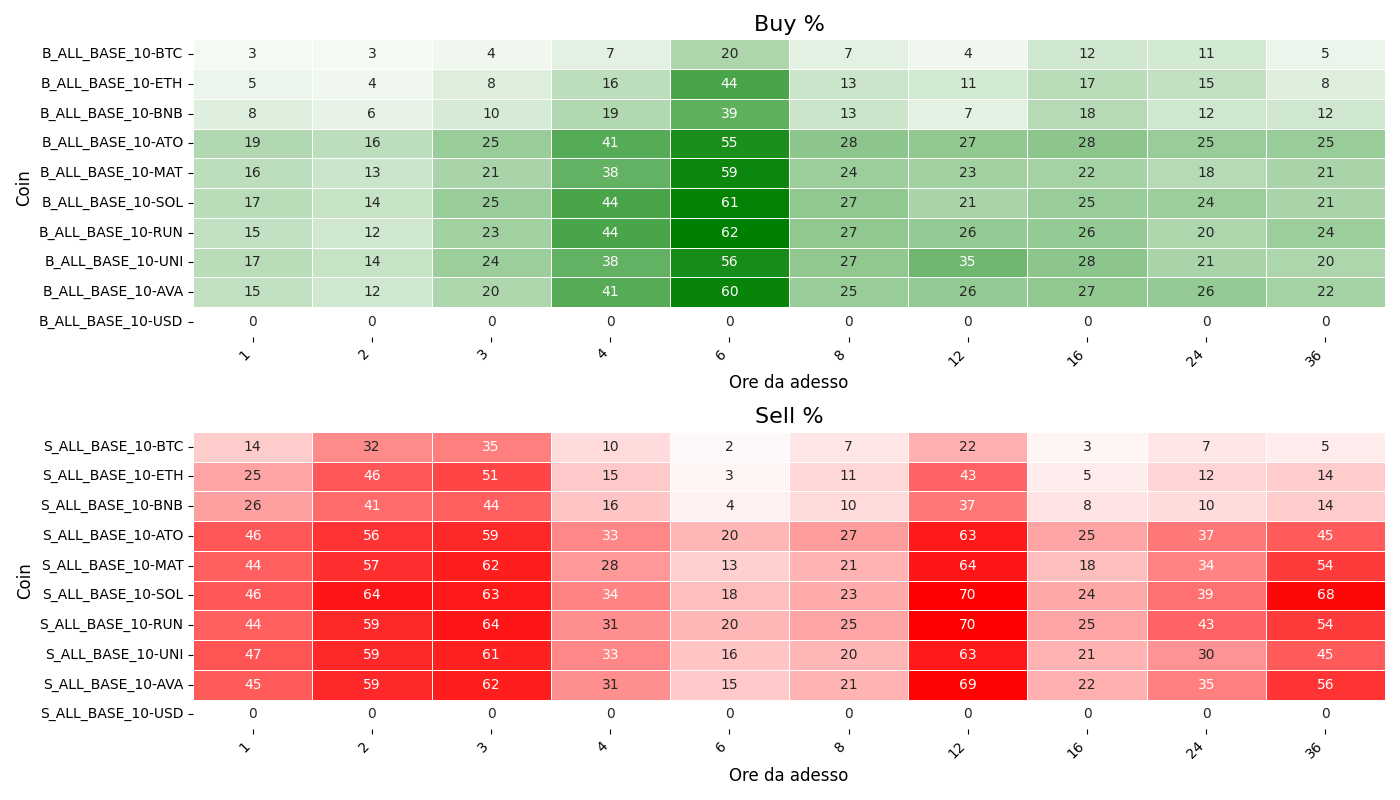 Buy %
Coin
B_ALL_BASE_10-BTC 3 3 4 7 20 7 4 12 11 5
B_ALL_BASE_10-ETH 5 4 8 16 44 13 11 17 15 8
B_ALL_BASE_10-BNB 8 6 10 19 39 13 7 18 12 12
B_ALL_BASE_10-ATO 19 16 25 41 55 28 27 28 25 25
B_ALL_BASE_10-MAT 16 13 21 38 59 24 23 22 18 21
B_ALL_BASE_10-SOL 17 14 25 44 61 27 21 25 24 21
B_ALL_BASE_10-RUN 15 12 23 44 62 27 26 26 20 24
B_ALL_BASE_10-UNI 17 14 24 38 56 27 35 28 21 20
B_ALL_BASE_10-AVA 15 12 20 41 60 25 26 27 26 22
B_ALL_BASE_10-USD 0 0 0 0 0 0 0 0 0 0
1 2 3 4 6 8 12 16 24 36
Ore da adesso
Sell %
Coin
S_ALL_BASE_10-BTC 14 32 35 10 2 7 22 3 7 5
S_ALL_BASE_10-ETH 25 46 51 15 3 11 43 5 12 14
S_ALL_BASE_10-BNB 26 41 44 16 4 10 37 8 10 14
S_ALL_BASE_10-ATO 46 56 59 33 20 27 63 25 37 45
S_ALL_BASE_10-MAT 44 57 62 28 13 21 64 18 34 54
S_ALL_BASE_10-SOL 46 64 63 34 18 23 70 24 39 68
S_ALL_BASE_10-RUN 44 59 64 31 20 25 70 25 43 54
S_ALL_BASE_10-UNI 47 59 61 33 16 20 63 21 30 45
S_ALL_BASE_10-AVA 45 59 62 31 15 21 69 22 35 56
S_ALL_BASE_10-USD 0 0 0 0 0 0 0 0 0 0
1 2 3 4 6 8 12 16 24 36
Ore da adesso